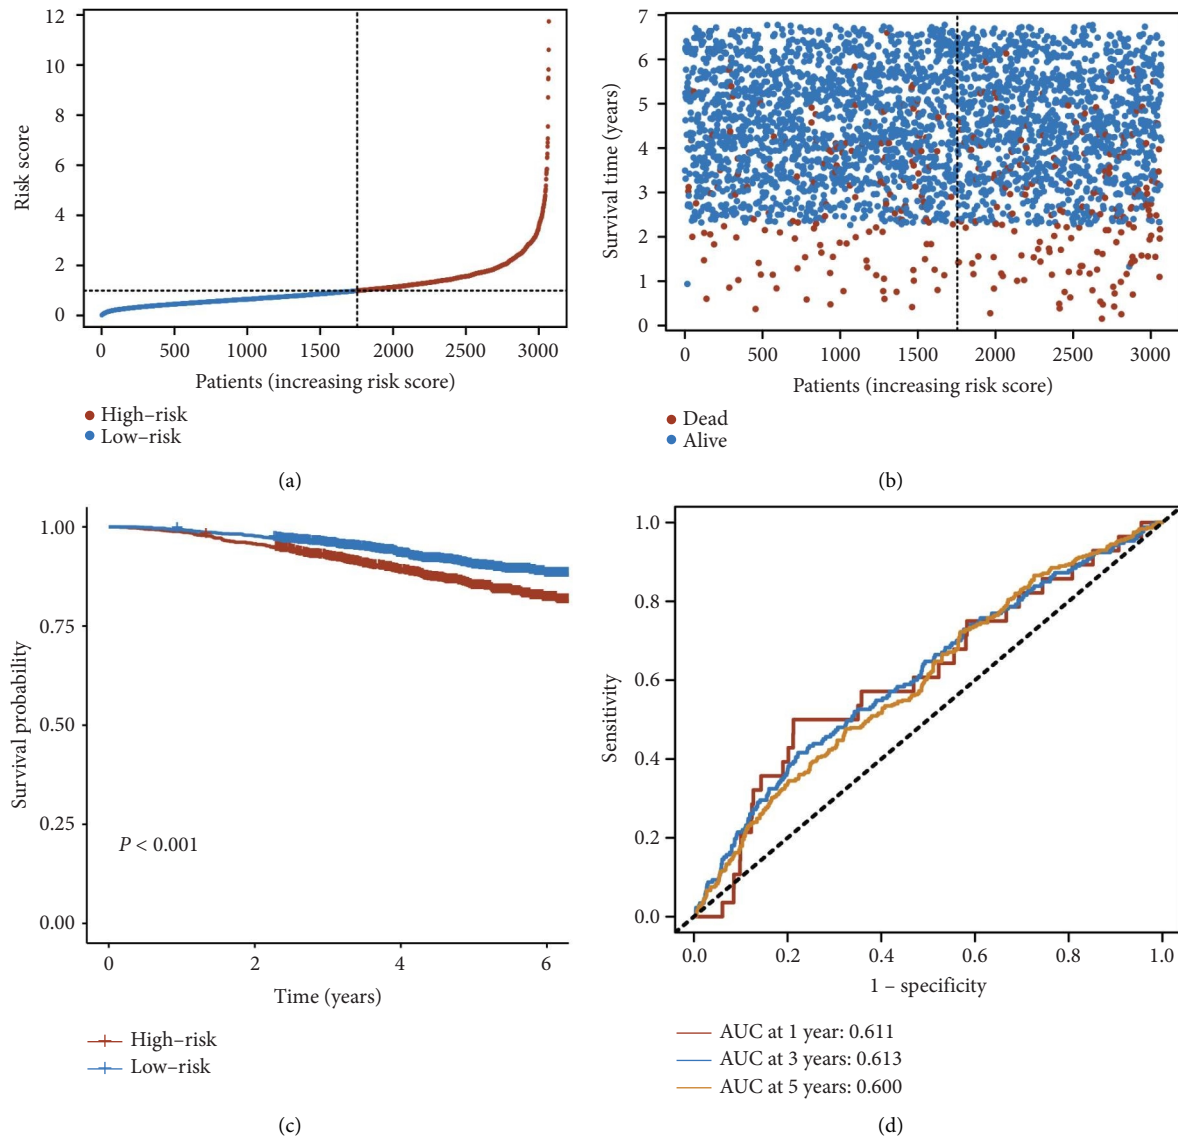 12
10
8
6
4
2
0
Risk score
0
500
1000
1500
2000
2500
3000
Patients (increasing risk score)
High–risk
Low–risk
(a)
7
6
5
4
3
2
1
0
Survival time (years)
0
500
1000
1500
2000
2500
3000
Patients (increasing risk score)
Dead
Alive
(b)
1.00
0.75
0.50
0.25
0.00
Survival probability
P < 0.001
0
2
4
6
Time (years)
High–risk
Low–risk
(c)
1.0
0.8
0.6
0.4
0.2
0.0
Sensitivity
0.0
0.2
0.4
0.6
0.8
1.0
1 – specificity
AUC at 1 year: 0.611
AUC at 3 years: 0.613
AUC at 5 years: 0.600
(d)